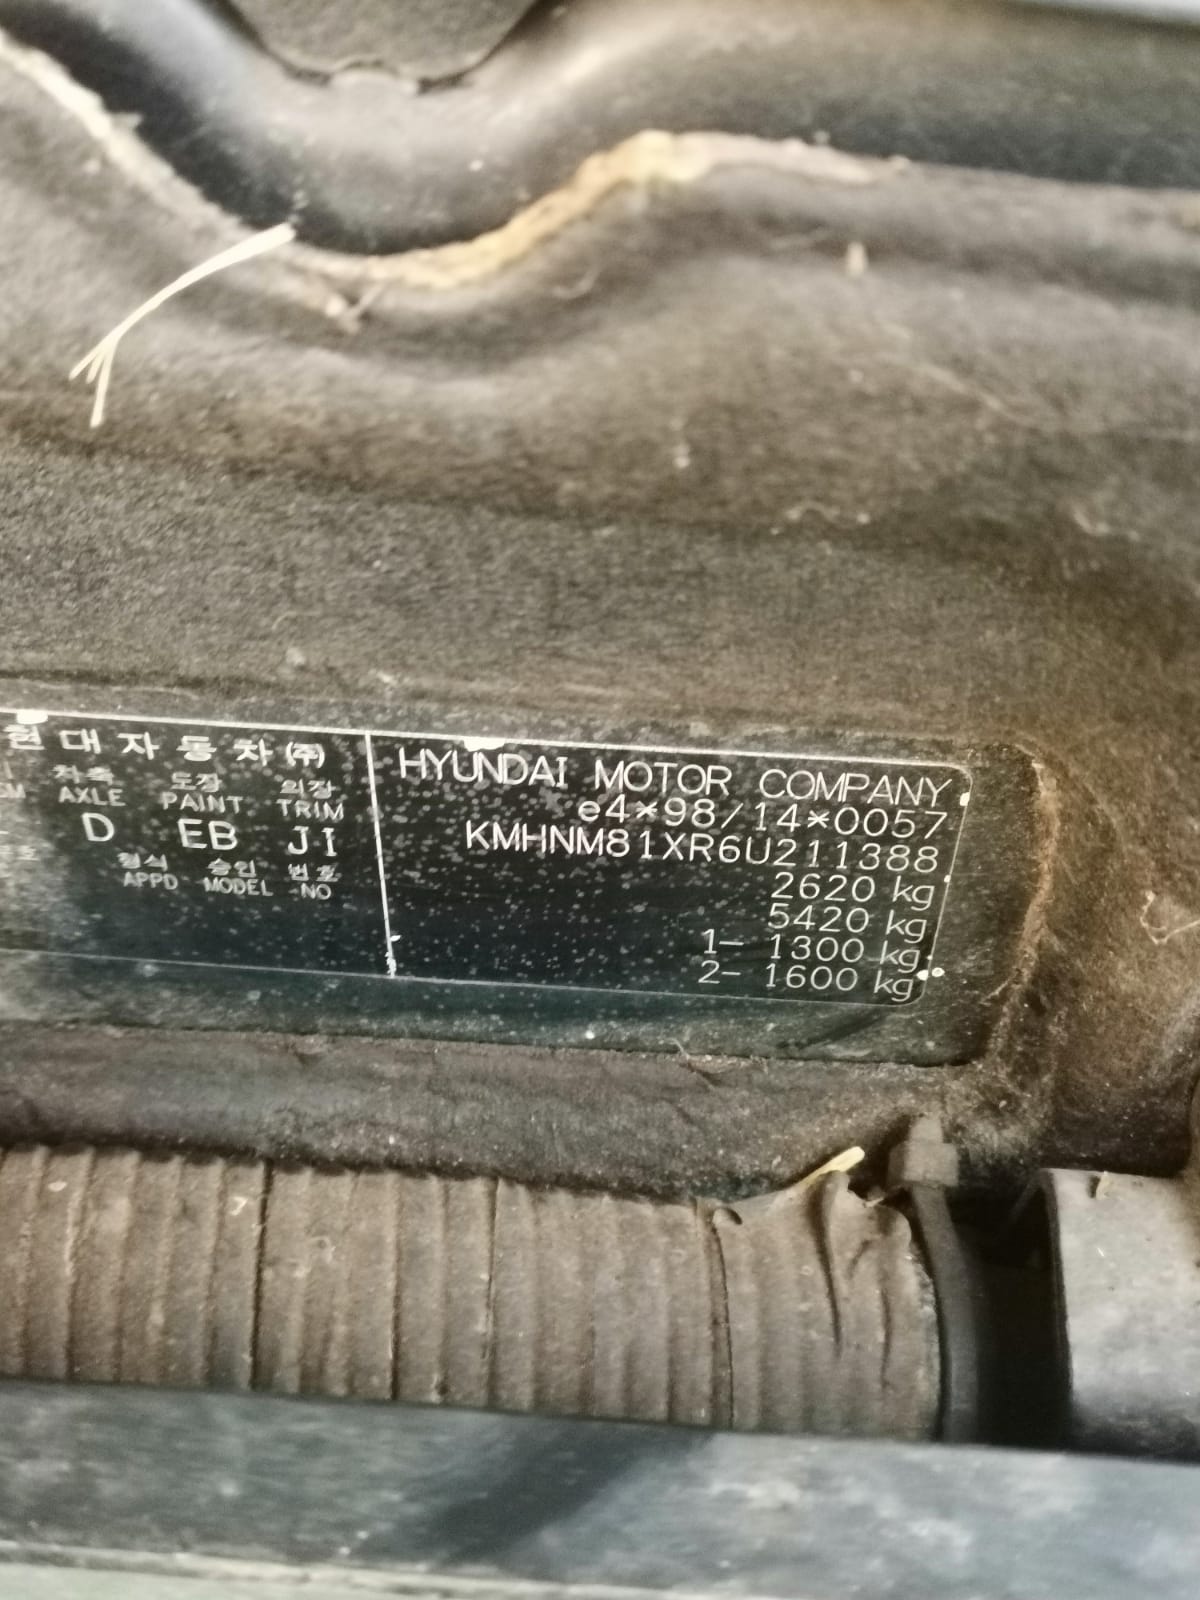 현대자동차㈜
차축 도장 의장
AXLE PAINT TRIM
D EB JI
형식 승인 번호
APPD MODEL NO
HYUNDAI MOTOR COMPANY
e4*98/14*0057
KMHNM81XR6U211388
2620 kg
5420 kg
1- 1300 kg
2- 1600 kg